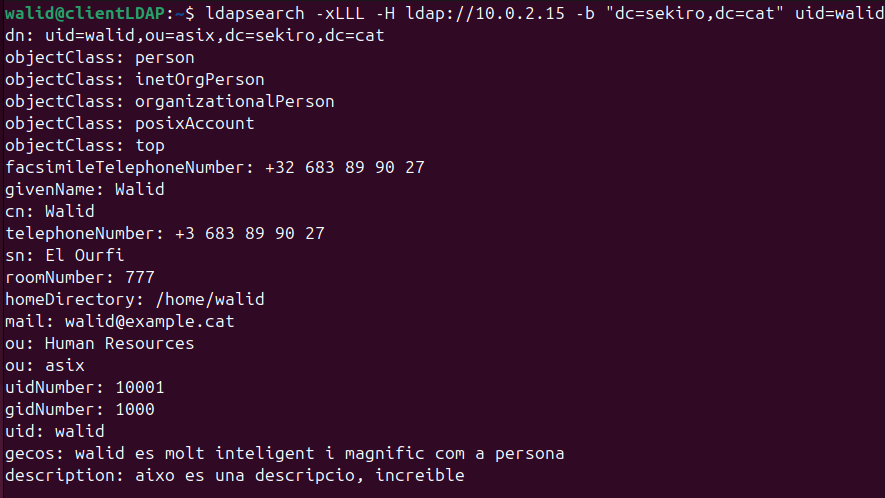 walid@clientLDAP:~$ ldapsearch -xLLL -H ldap://10.0.2.15 -b "dc=sekiro,dc=cat" uid=walid
dn: uid=walid,ou=asix,dc=sekiro,dc=cat
objectClass: person
objectClass: inetOrgPerson
objectClass: organizationalPerson
objectClass: posixAccount
objectClass: top
facsimileTelephoneNumber: +32 683 89 90 27
givenName: Walid
cn: Walid
telephoneNumber: +3 683 89 90 27
sn: El Ourfi
roomNumber: 777
homeDirectory: /home/walid
mail: walid@example.cat
ou: Human Resources
ou: asix
uidNumber: 10001
gidNumber: 1000
uid: walid
gecos: walid es molt inteligent i magnific com a persona
description: aixo es una descripcio, increible